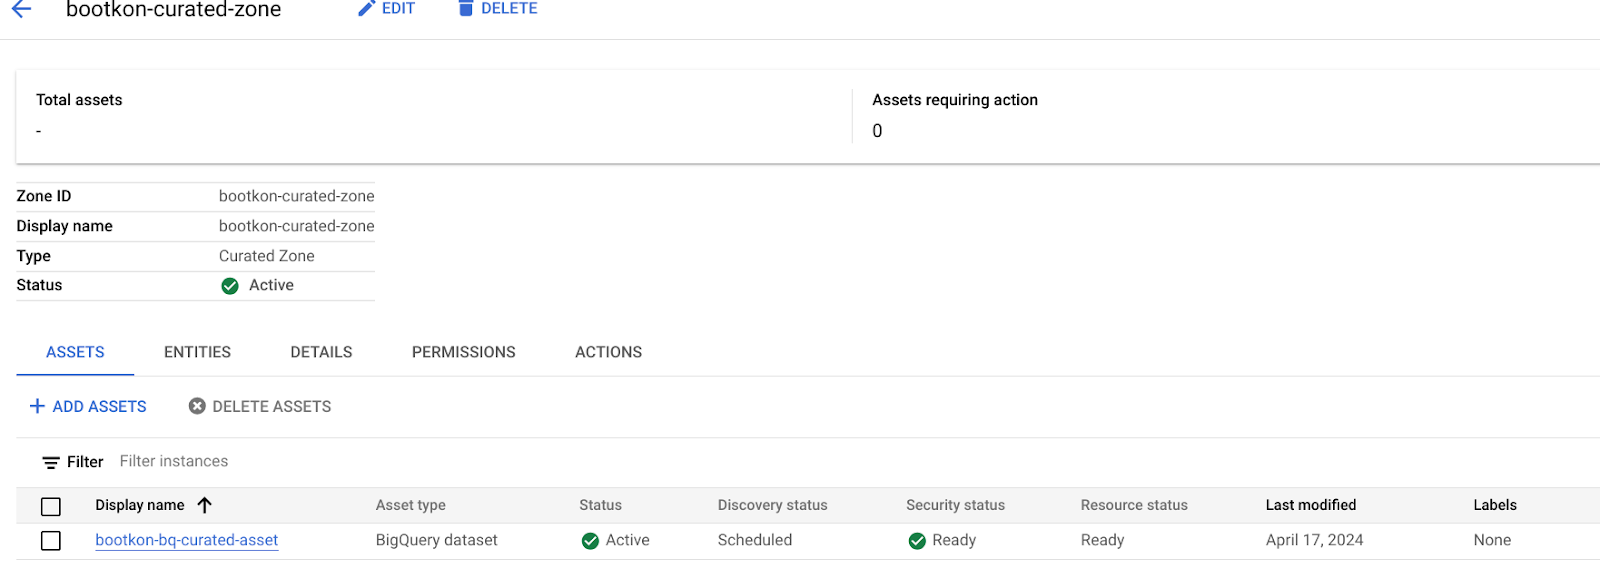 bootkon-curated-zone EDIT DELETE
Total assets Assets requiring action
- 0
Zone ID bootkon-curated-zone
Display name bootkon-curated-zone
Type Curated Zone
Status Active
ASSETS ENTITIES DETAILS PERMISSIONS ACTIONS
+ ADD ASSETS DELETE ASSETS
Filter Filter instances
Display name Asset type Status Discovery status Security status Resource status Last modified Labels
bootkon-bq-curated-asset BigQuery dataset Active Scheduled Ready Ready April 17, 2024 None